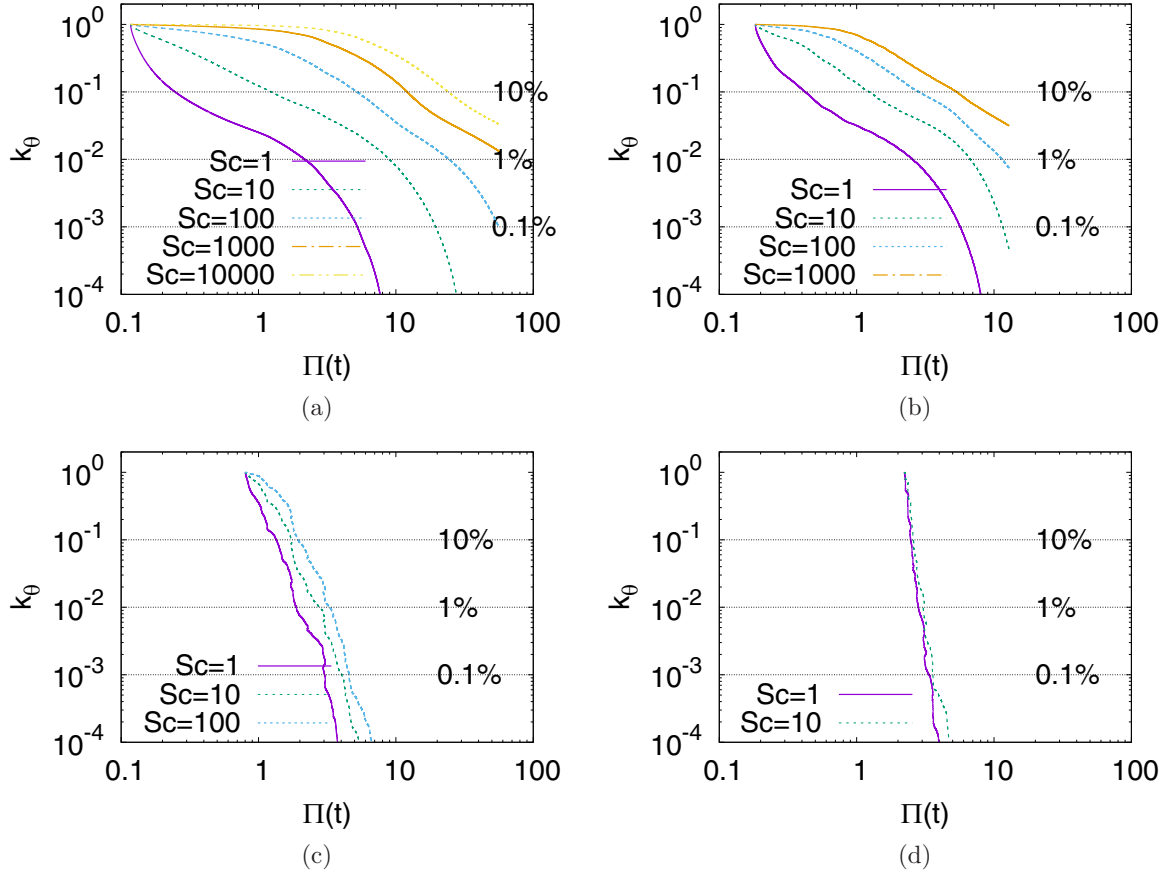 10^0
10^-1
10^-2
10^-3
10^-4
k_θ
10%
1%
0.1%
Sc=1
Sc=10
Sc=100
Sc=1000
Sc=10000
0.1 1 10 100
Π(t)
(a)
10^0
10^-1
10^-2
10^-3
10^-4
k_θ
10%
1%
0.1%
Sc=1
Sc=10
Sc=100
Sc=1000
0.1 1 10 100
Π(t)
(b)
10^0
10^-1
10^-2
10^-3
10^-4
k_θ
10%
1%
0.1%
Sc=1
Sc=10
Sc=100
0.1 1 10 100
Π(t)
(c)
10^0
10^-1
10^-2
10^-3
10^-4
k_θ
10%
1%
0.1%
Sc=1
Sc=10
0.1 1 10 100
Π(t)
(d)